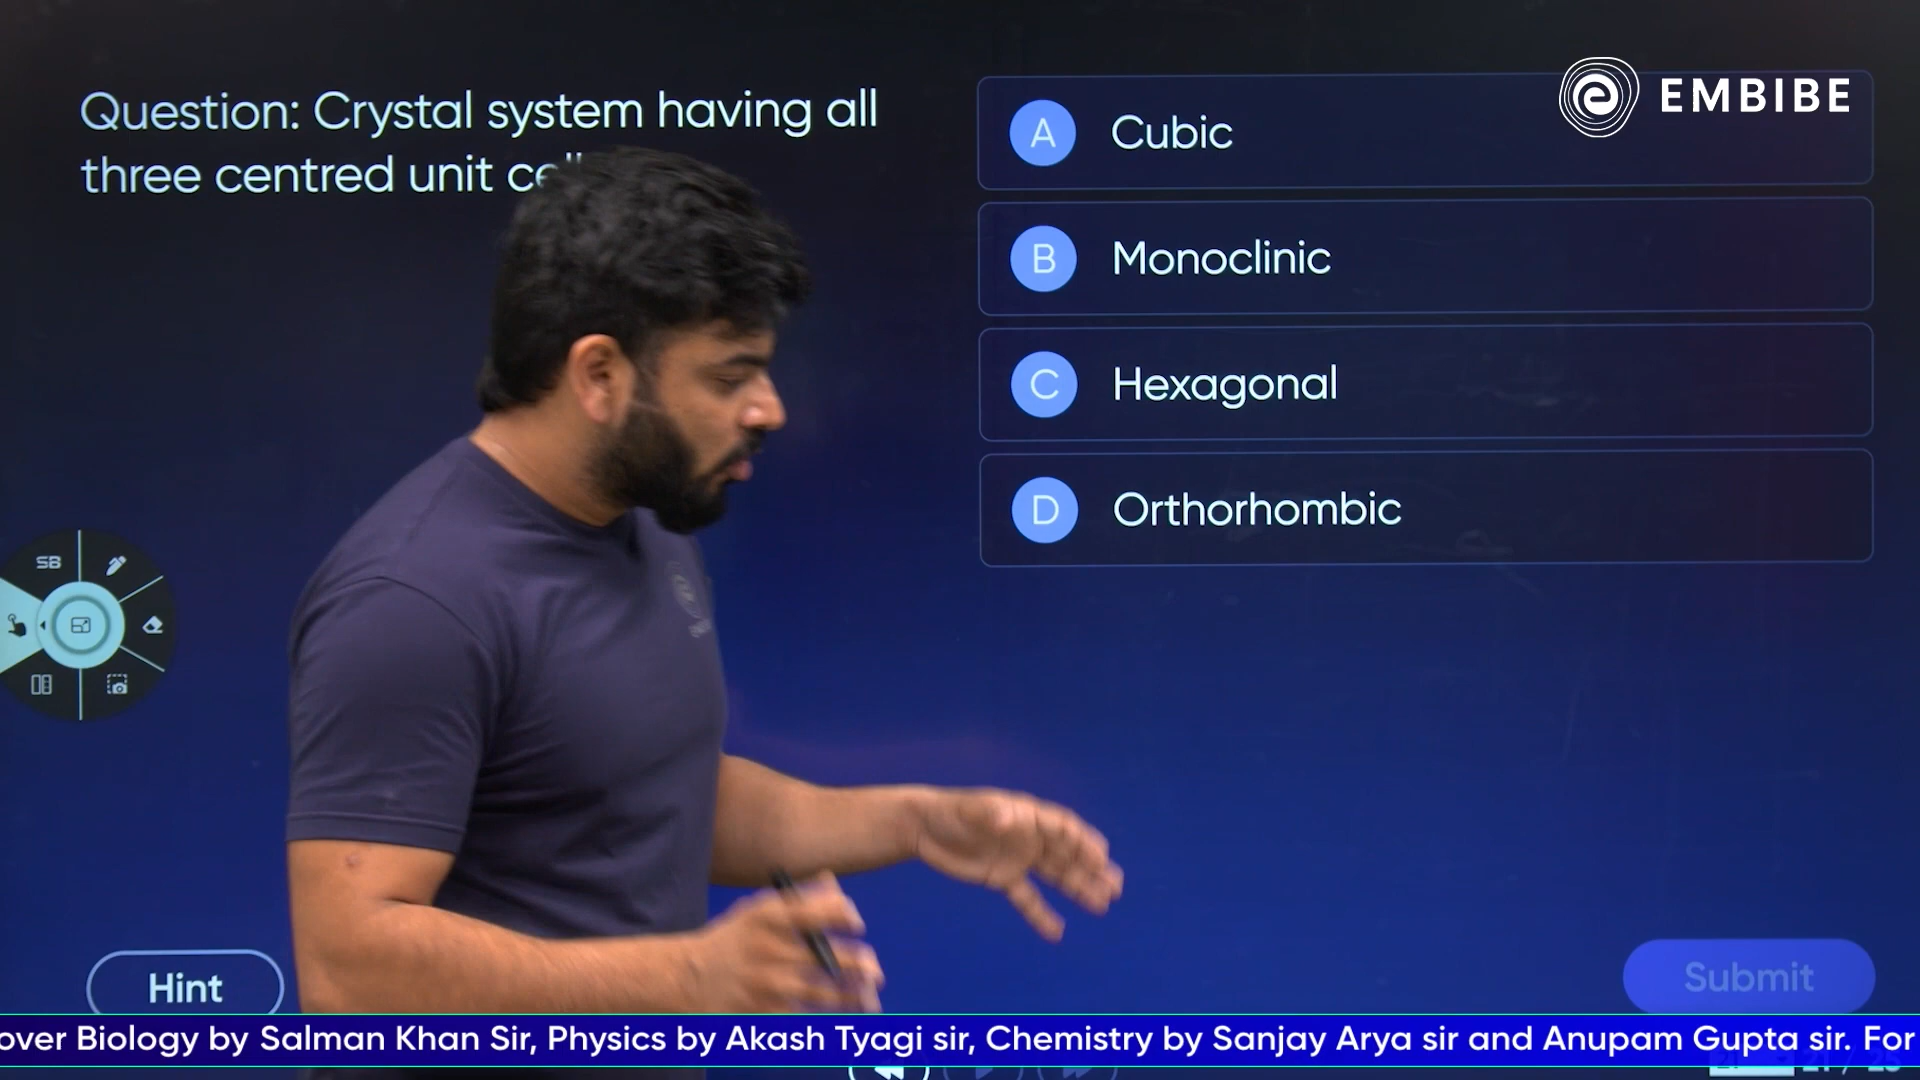 Question: Crystal system having all
three centred unit
A Cubic
B Monoclinic
C Hexagonal
D Orthorhombic
EMBIBE
SB
Hint
Submit
over Biology by Salman Khan Sir, Physics by Akash Tyagi sir, Chemistry by Sanjay Arya sir and Anupam Gupta sir. For